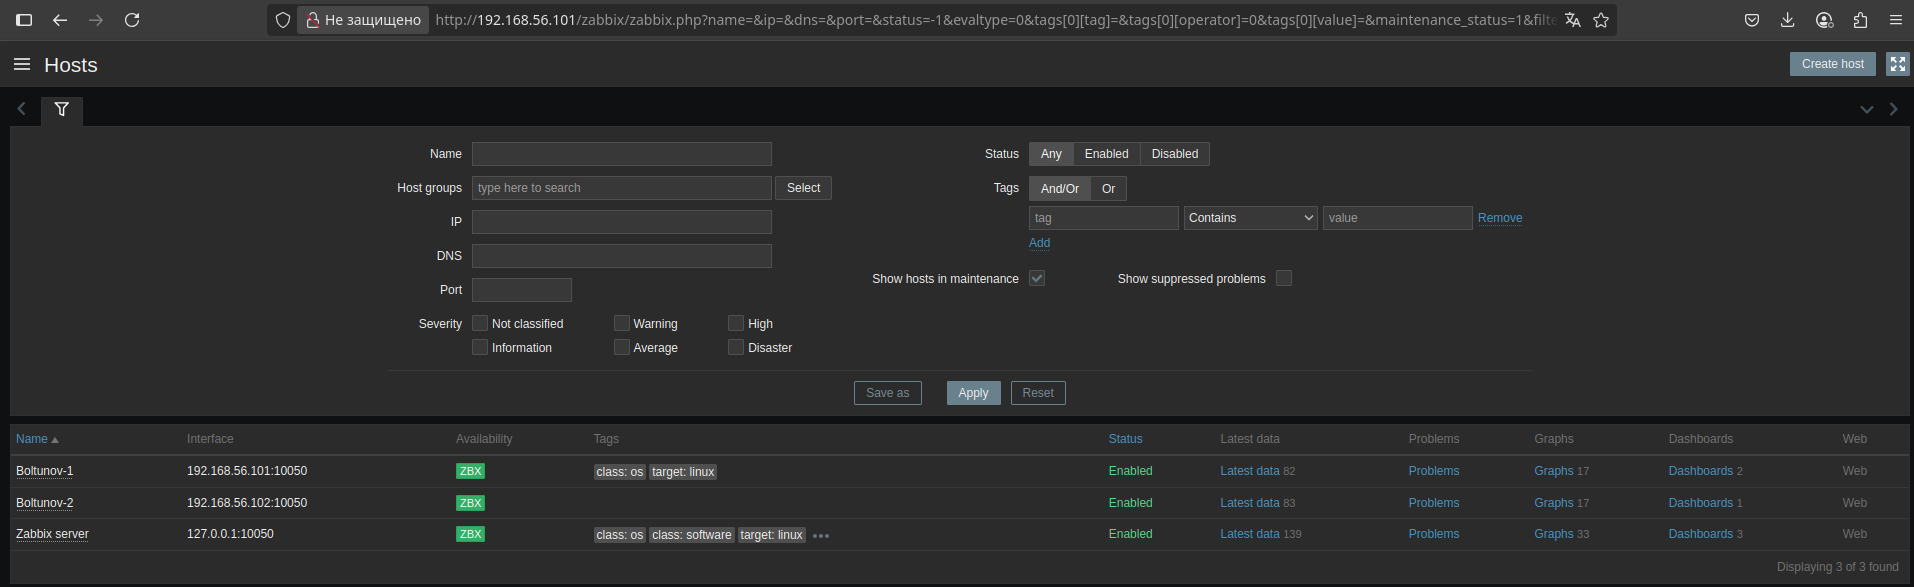 Не защищено http://192.168.56.101/zabbix/zabbix.php?name=&ip=&dns=&port=&status=-1&evaltype=0&tags[0][tag]=&tags[0][operator]=0&tags[0][value]=&maintenance_status=1&filte
Hosts Create host
Name Status Any Enabled Disabled
Host groups type here to search Select Tags And/Or Or
IP tag Contains value Remove
Add
DNS
Show hosts in maintenance Show suppressed problems
Port
Severity Not classified Warning High
Information Average Disaster
Save as Apply Reset
Name Interface Availability Tags Status Latest data Problems Graphs Dashboards Web
Boltunov-1 192.168.56.101:10050 ZBX class: os target: linux Enabled Latest data 82 Problems Graphs 17 Dashboards 2 Web
Boltunov-2 192.168.56.102:10050 ZBX Enabled Latest data 83 Problems Graphs 17 Dashboards 1 Web
Zabbix server 127.0.0.1:10050 ZBX class: os class: software target: linux Enabled Latest data 139 Problems Graphs 33 Dashboards 3 Web
Displaying 3 of 3 found